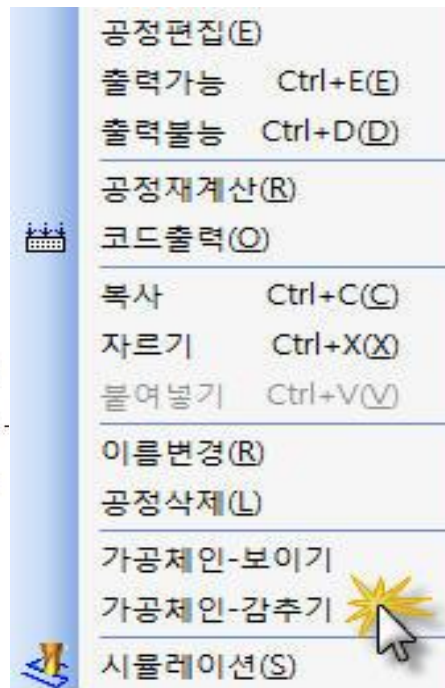 공정편집(E)
출력가능 Ctrl+E(E)
출력불능 Ctrl+D(D)
공정재계산(R)
코드출력(O)
복사 Ctrl+C(C)
자르기 Ctrl+X(X)
붙여넣기 Ctrl+V(V)
이름변경(R)
공정삭제(L)
가공체인-보이기
가공체인-감추기
시뮬레이션(S)